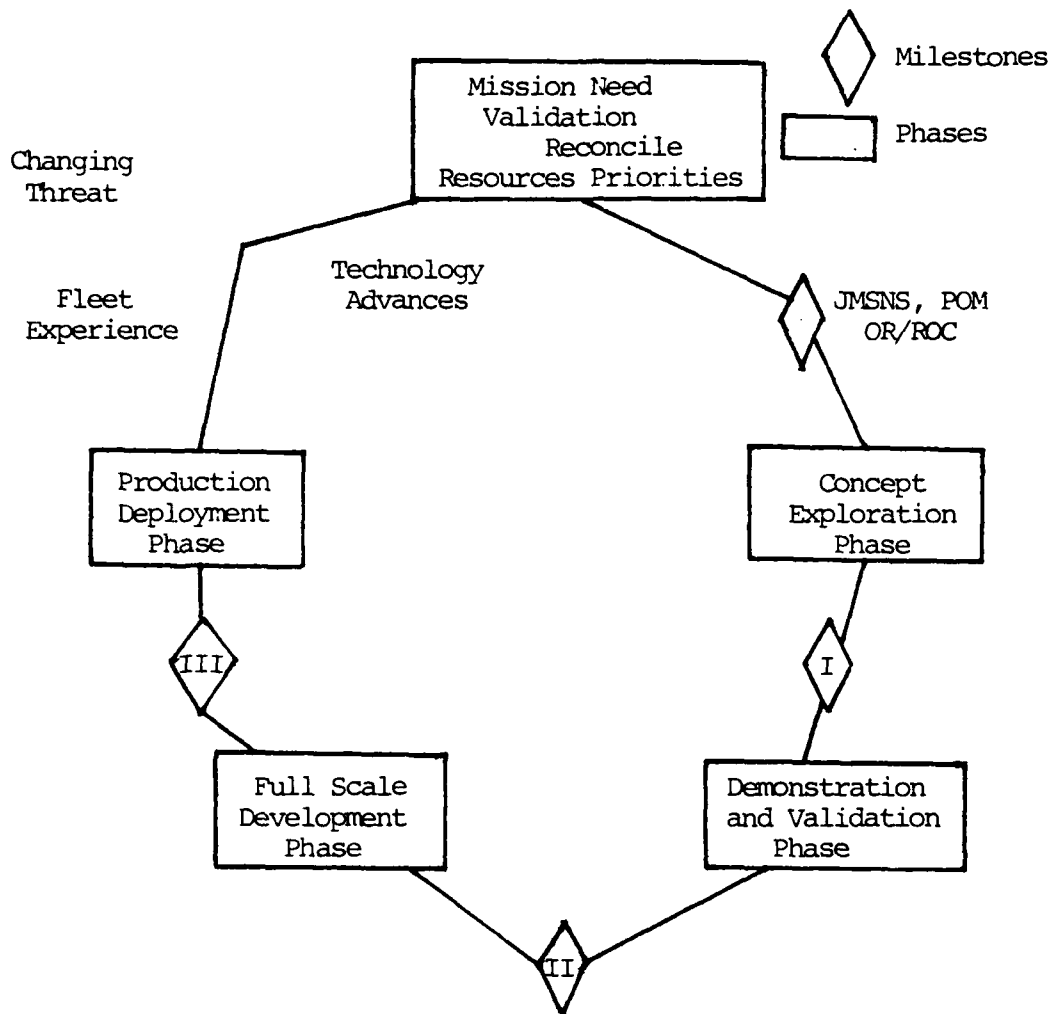 Milestones
Phases
Mission Need
Validation
Reconcile
Resources Priorities
Changing
Threat
Technology
Advances
Fleet
Experience
JMSNS, POM
OR/ROC
Production
Deployment
Phase
Concept
Exploration
Phase
III
I
Full Scale
Development
Phase
Demonstration
and Validation
Phase
II